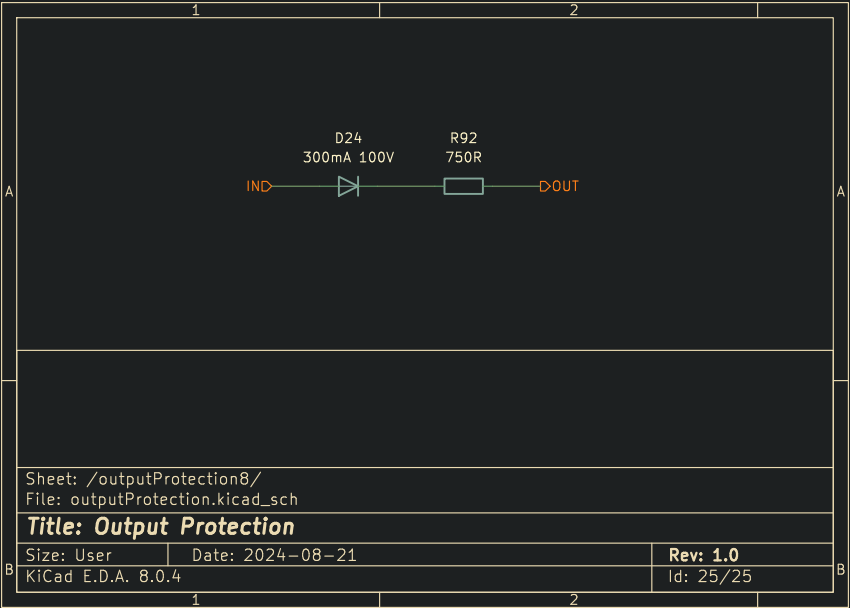 1 2
D24 R92
300mA 100V 750R
IN OUT
A A
Sheet: /outputProtection8/
File: outputProtection.kicad_sch
Title: Output Protection
Size: User Date: 2024-08-21 Rev: 1.0
B B
KiCad E.D.A. 8.0.4 Id: 25/25
1 2